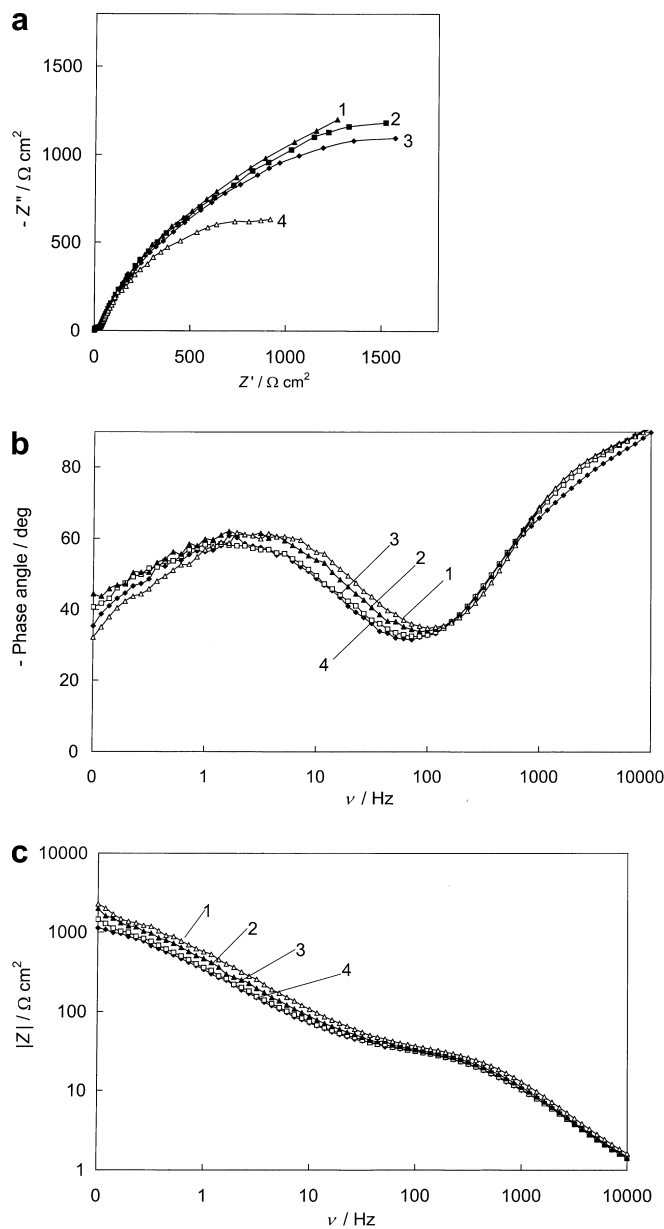 a
1500
1000
500
0
- Z" / Ω cm²
1
2
3
4
0 500 1000 1500
Z' / Ω cm²
b
80
60
40
20
0
- Phase angle / deg
3
2
1
4
0 1 10 100 1000 10000
ν / Hz
c
10000
1000
100
10
1
|Z| / Ω cm²
1
2
3
4
0 1 10 100 1000 10000
ν / Hz